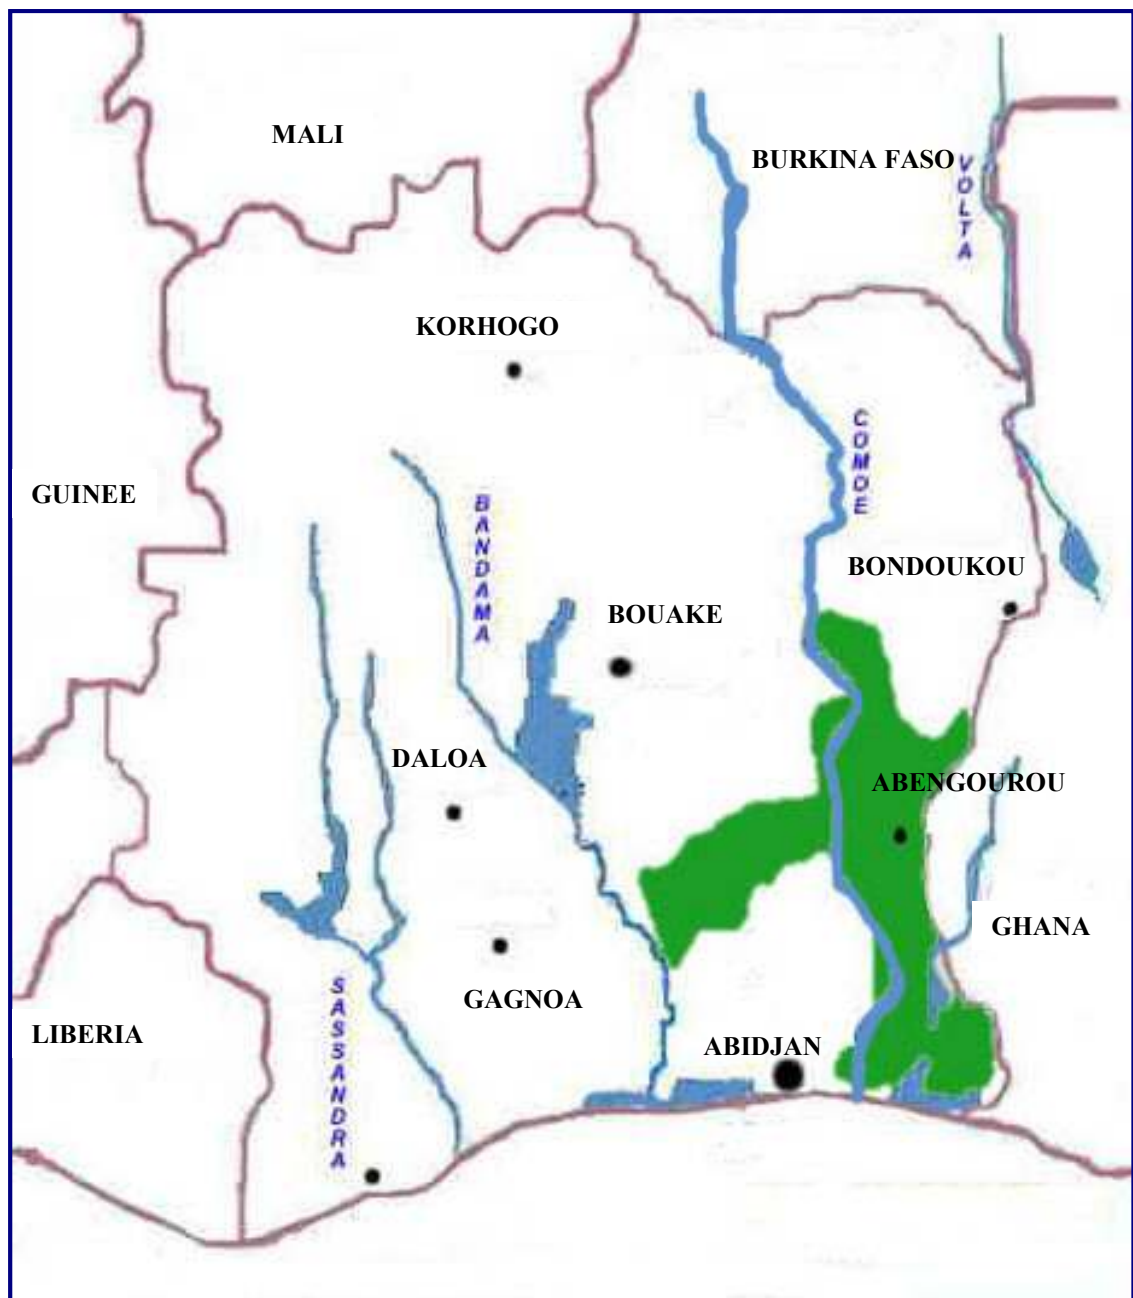 MALI
BURKINA FASO
VOLTA
KORHOGO
COMOE
GUINEE
BANDAMA
BONDOUKOU
BOUAKE
DALOA
ABENGOUROU
GHANA
SASSANDRA
GAGNOA
LIBERIA
ABIDJAN